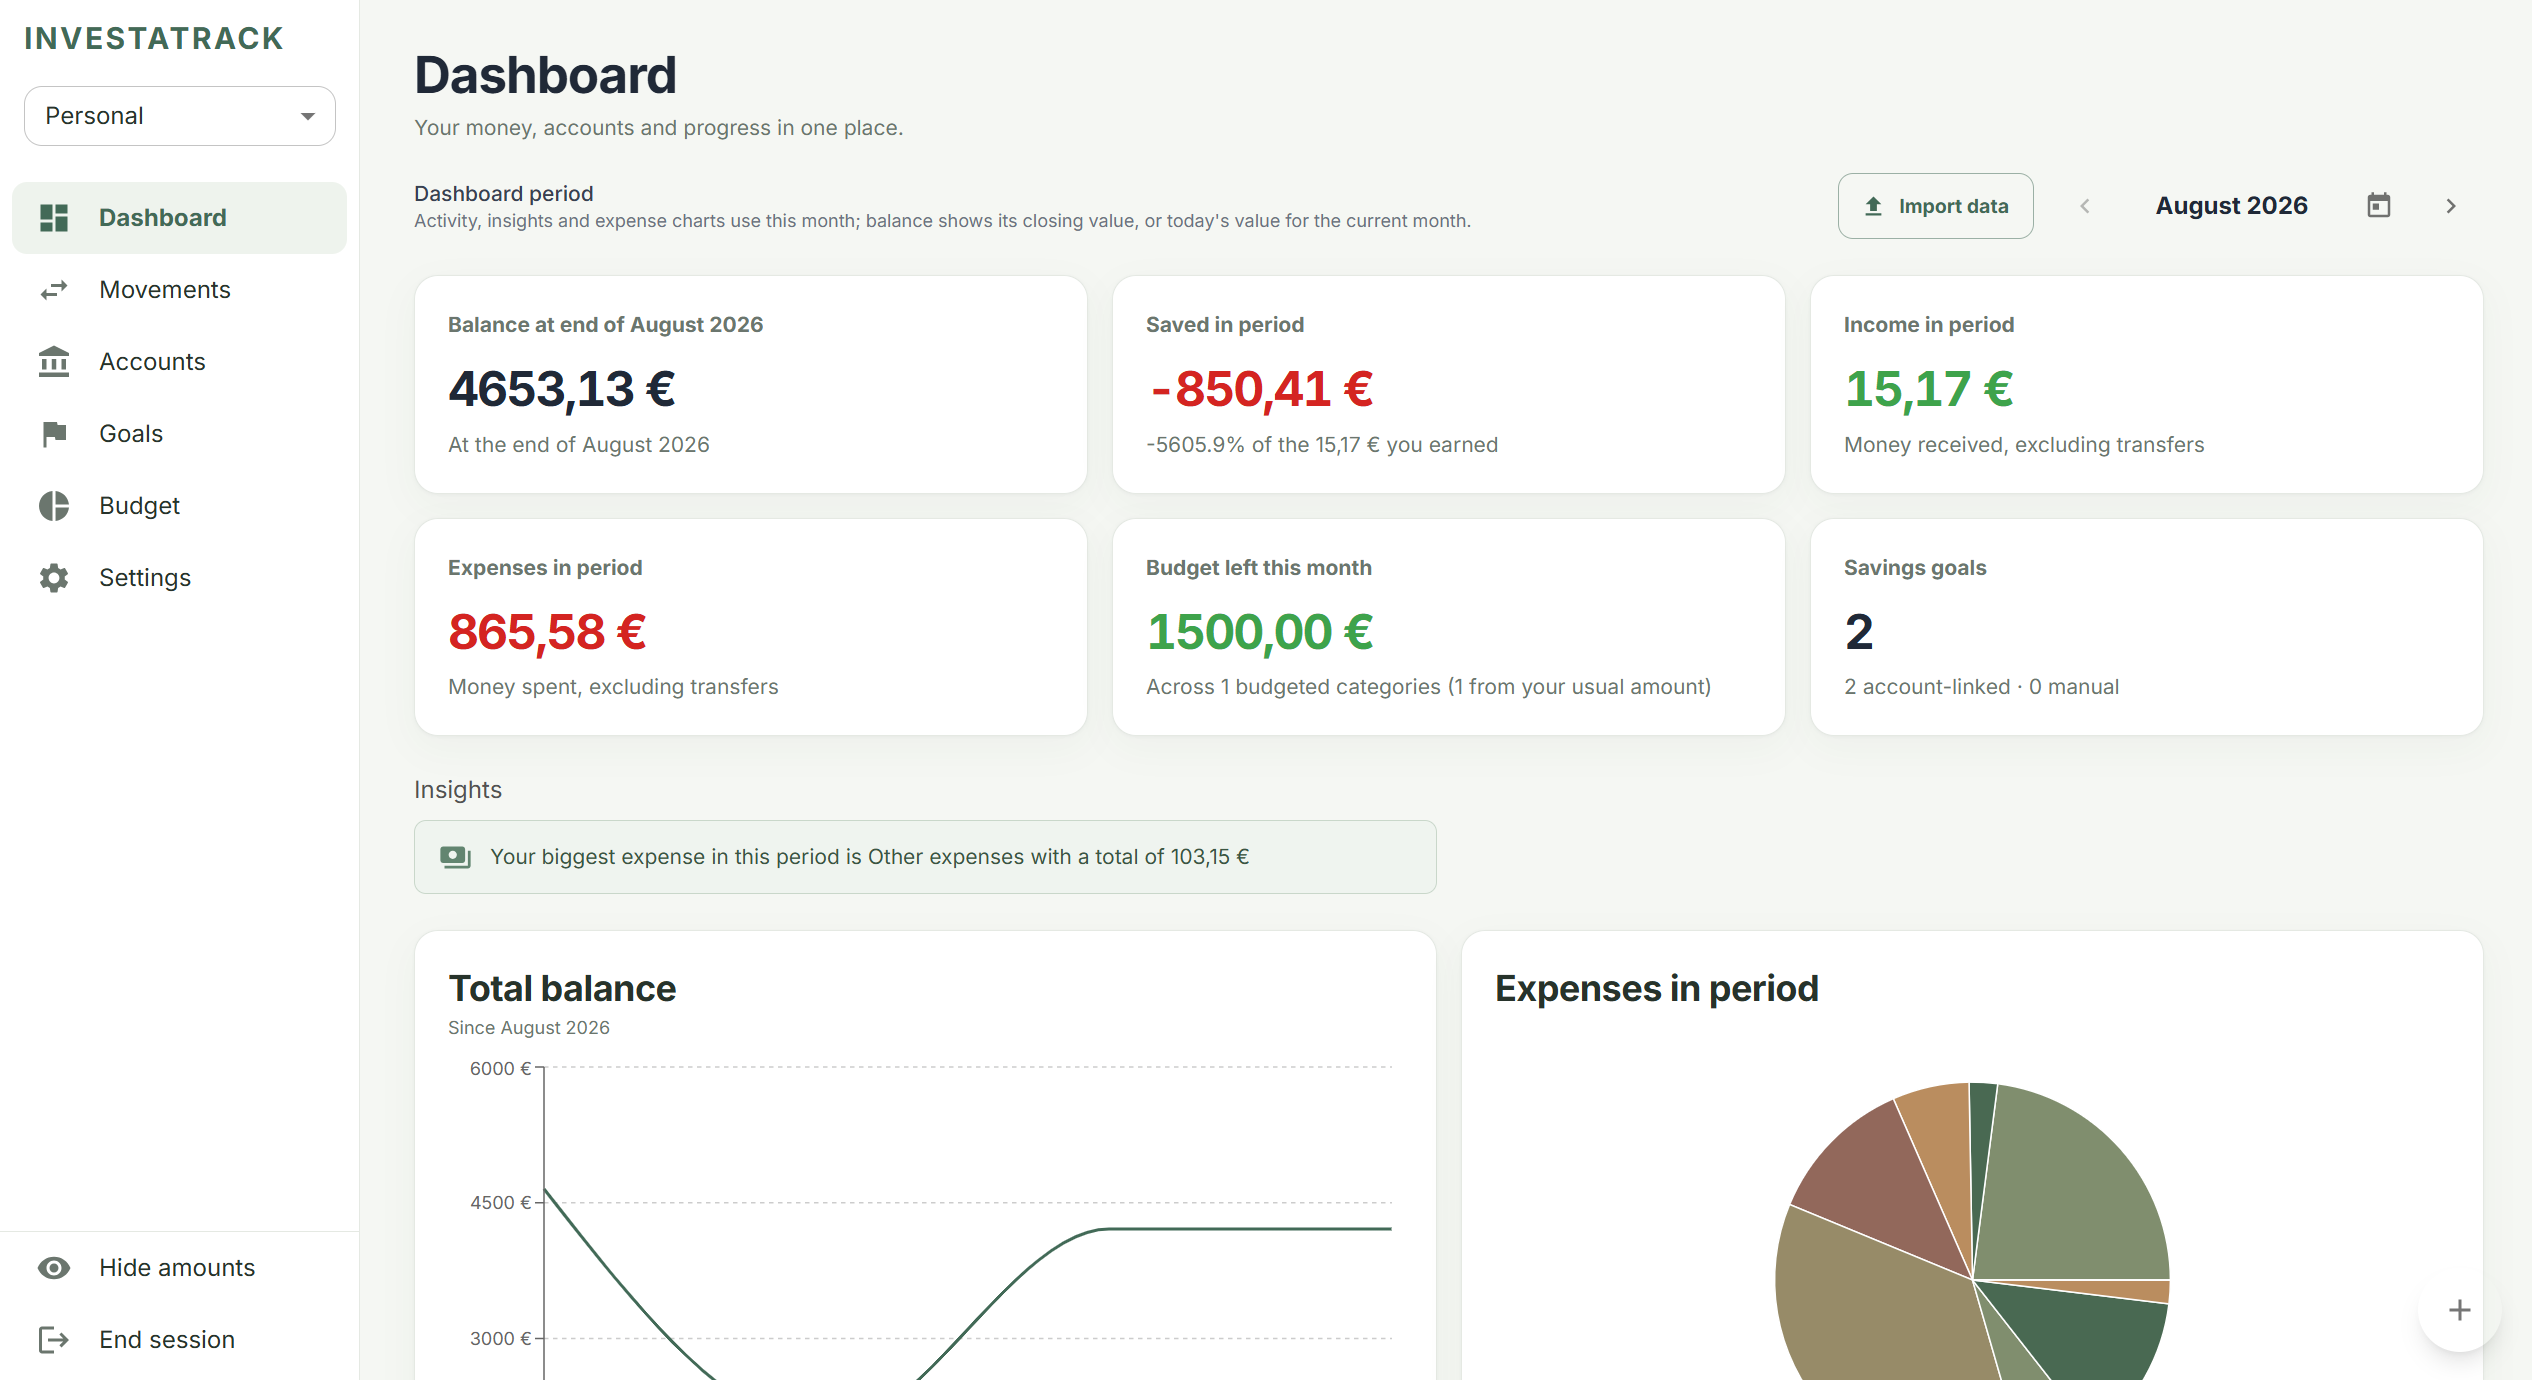 INVESTATRACK
Personal
Dashboard
Movements
Accounts
Goals
Budget
Settings
Hide amounts
End session
Dashboard
Your money, accounts and progress in one place.
Dashboard period
Activity, insights and expense charts use this month; balance shows its closing value, or today's value for the current month.
Import data
August 2026
Balance at end of August 2026
4653,13 €
At the end of August 2026
Saved in period
-850,41 €
-5605.9% of the 15,17 € you earned
Income in period
15,17 €
Money received, excluding transfers
Expenses in period
865,58 €
Money spent, excluding transfers
Budget left this month
1500,00 €
Across 1 budgeted categories (1 from your usual amount)
Savings goals
2
2 account-linked · 0 manual
Insights
Your biggest expense in this period is Other expenses with a total of 103,15 €
Total balance
Since August 2026
6000 €
4500 €
3000 €
Expenses in period